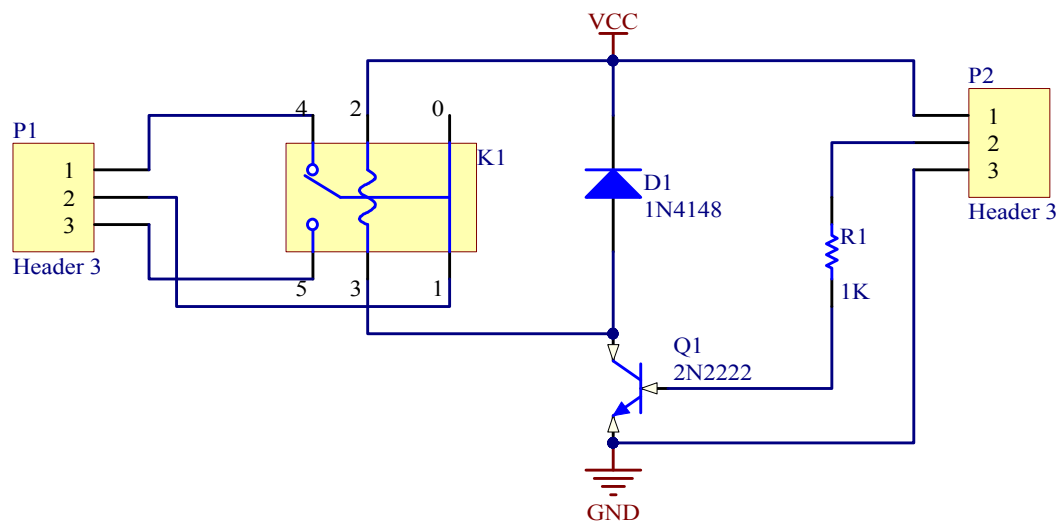 VCC
P2
4 2 0
1
P1
K1
2
1
D1
3
2
1N4148
3
Header 3
R1
Header 3
5 3 1
1K
Q1
2N2222
GND